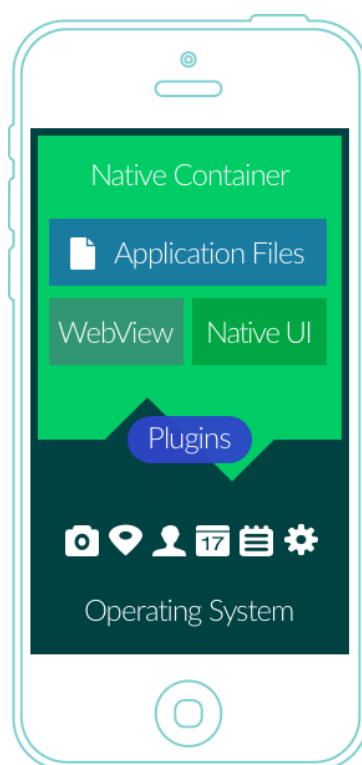 Native Container
Application Files
WebView
Native UI
Plugins
17
Operating System